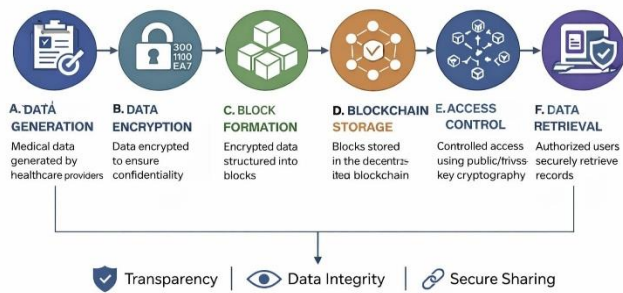 300
1100
EA7
A. DATA
GENERATION
Medical data
generated by
healthcare providers
B. DATA
ENCRYPTION
Data encrypted
to ensure
confidentiality
C. BLOCK
FORMATION
Encrypted data
structured into
blocks
D. BLOCKCHAIN
STORAGE
Blocks stored
in the decentr-
blockchain
E. ACCESS
CONTROL
Controlled access
using
key cryptography
F. DATA
RETRIEVAL
Authorized users
securely retrieve
records
Transparency | Data Integrity | Secure Sharing